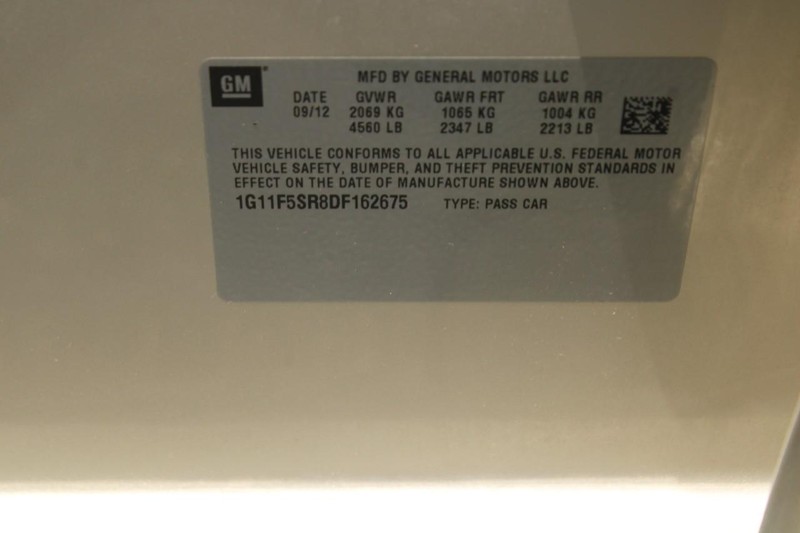 GM
MFD BY GENERAL MOTORS LLC
DATE GVWR GAWR FRT GAWR RR
09/12 2069 KG 1065 KG 1004 KG
4560 LB 2347 LB 2213 LB
THIS VEHICLE CONFORMS TO ALL APPLICABLE U.S. FEDERAL MOTOR
VEHICLE SAFETY, BUMPER, AND THEFT PREVENTION STANDARDS IN
EFFECT ON THE DATE OF MANUFACTURE SHOWN ABOVE.
1G11F5SR8DF162675 TYPE: PASS CAR